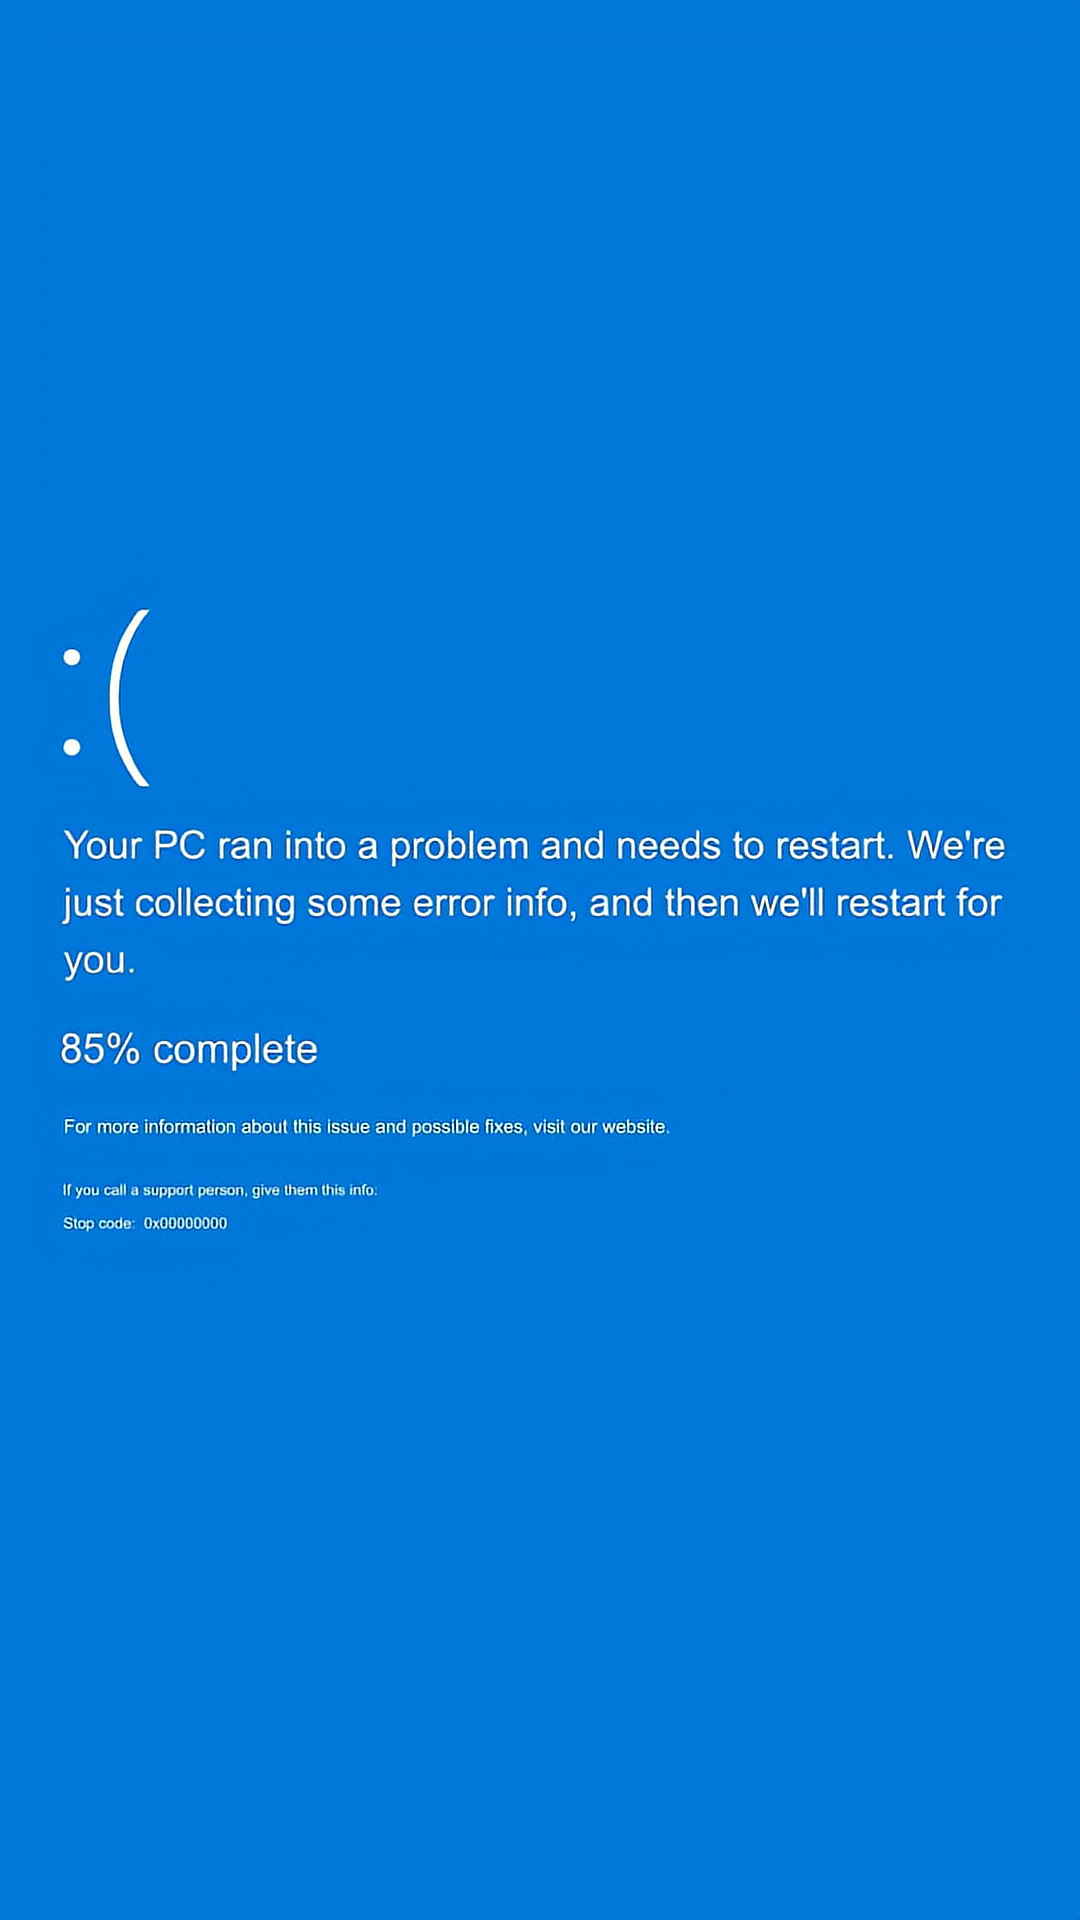 :(
Your PC ran into a problem and needs to restart. We're
just collecting some error info, and then we'll restart for
you.
85% complete
For more information about this issue and possible fixes, visit our website.
If you call a support person, give them this info:
Stop code: 0x00000000